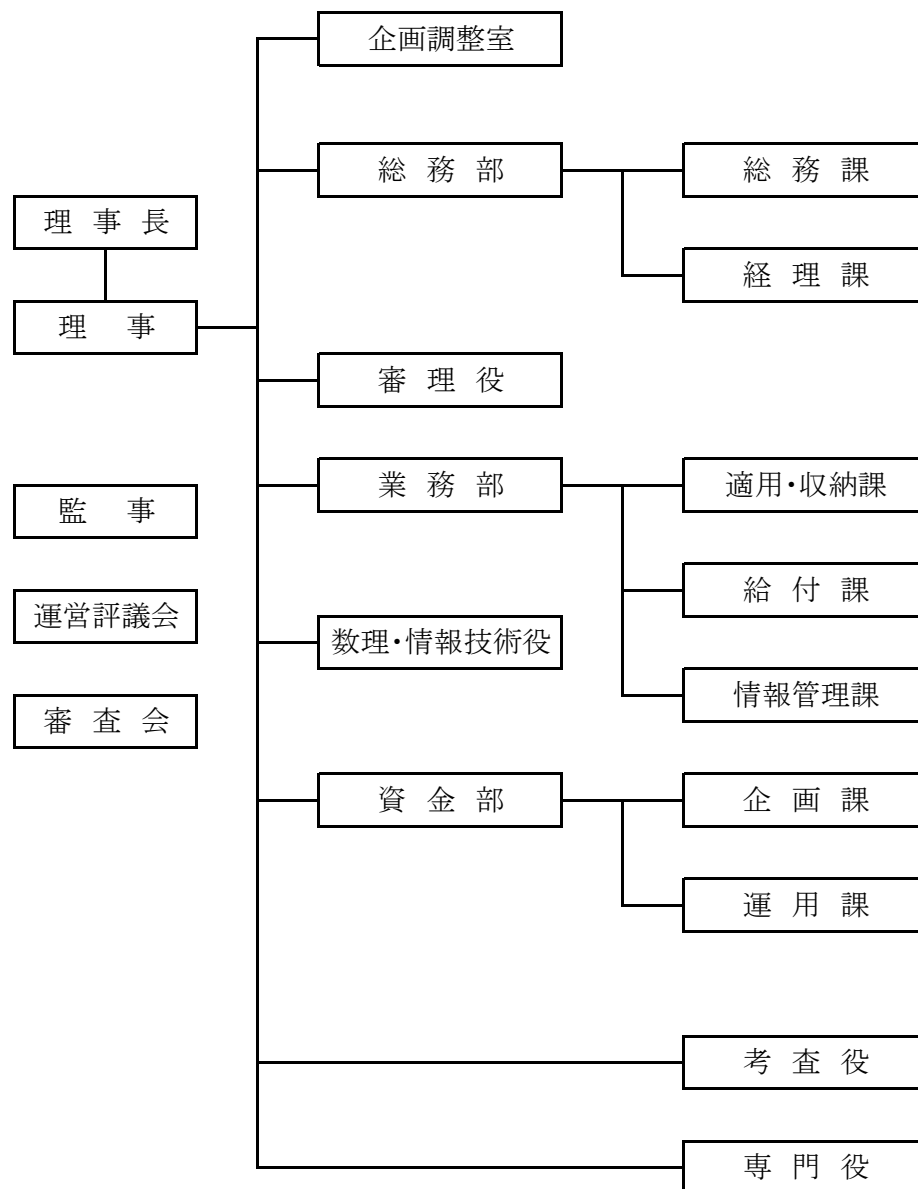 企画調整室
総務部
総務課
経理課
理事長
理事
審理役
業務部
適用・収納課
給付課
情報管理課
監事
運営評議会
審査会
数理・情報技術役
資金部
企画課
運用課
考査役
専門役